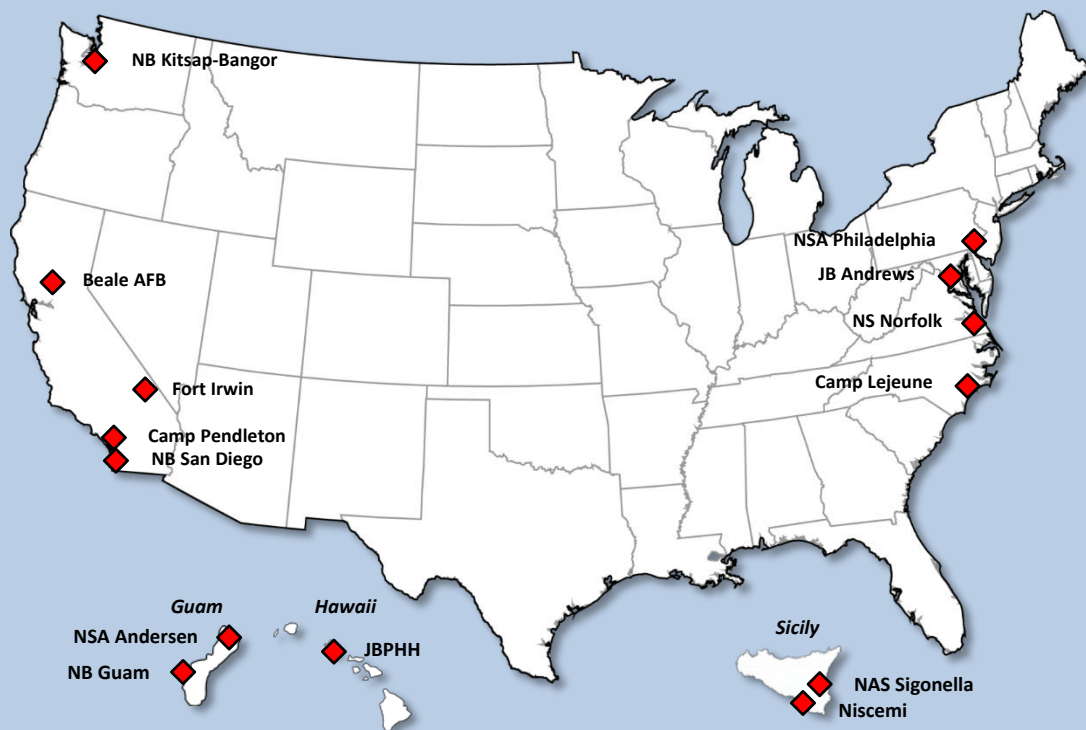 NB Kitsap-Bangor
NSA Philadelphia
JB Andrews
Beale AFB
NS Norfolk
Fort Irwin
Camp Lejeune
Camp Pendleton
NB San Diego
Guam
Hawaii
Sicily
NSA Andersen
JBPHH
NB Guam
NAS Sigonella
Niscemi